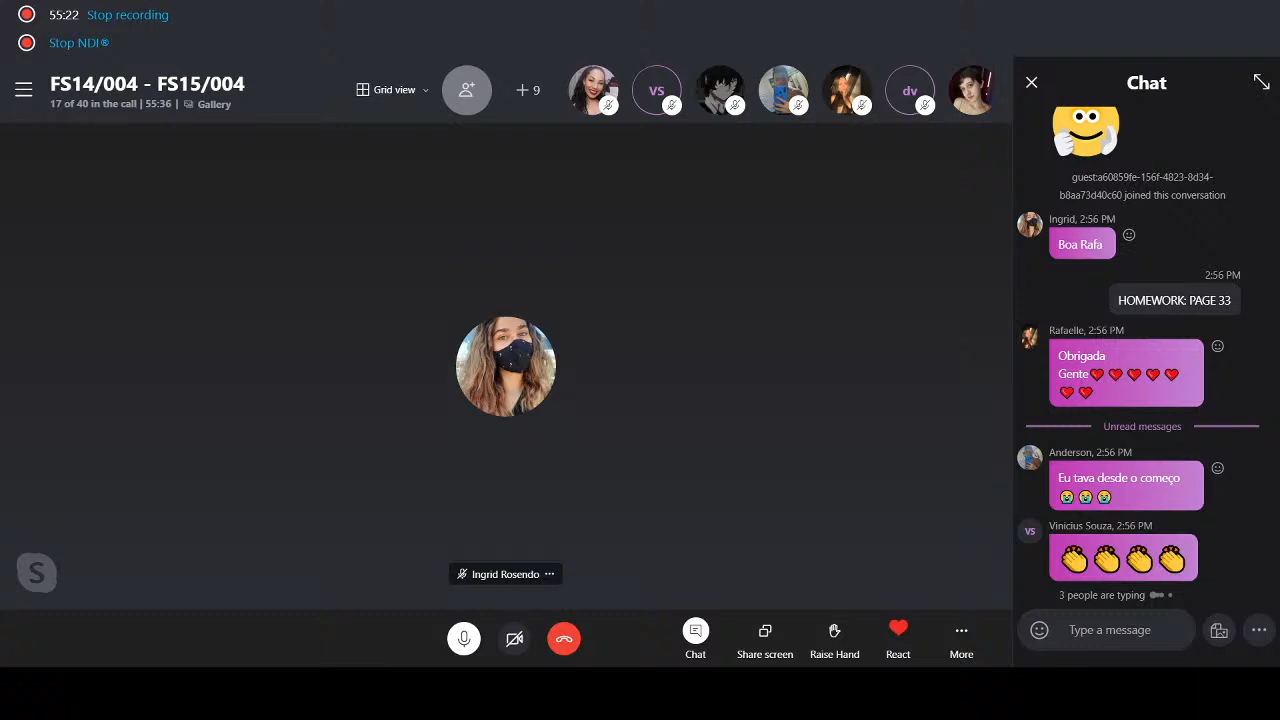 55:22 Stop recording
Stop NDI®
FS14/004 - FS15/004
17 of 40 in the call | 55:36 | Gallery
Grid view
+ 9
VS
dv
Chat
guest:a60859fe-156f-4823-8d34-
b8aa73d40c60 joined this conversation
Ingrid, 2:56 PM
Boa Rafa
2:56 PM
HOMEWORK: PAGE 33
Rafaelle, 2:56 PM
Obrigada
Gente❤❤❤❤❤
❤❤
Unread messages
Anderson, 2:56 PM
Eu tava desde o começo
😭😭😭
VS
Vinicius Souza, 2:56 PM
👏👏👏👏
3 people are typing
Type a message
S
Ingrid Rosendo ···
Chat
Share screen
Raise Hand
React
More